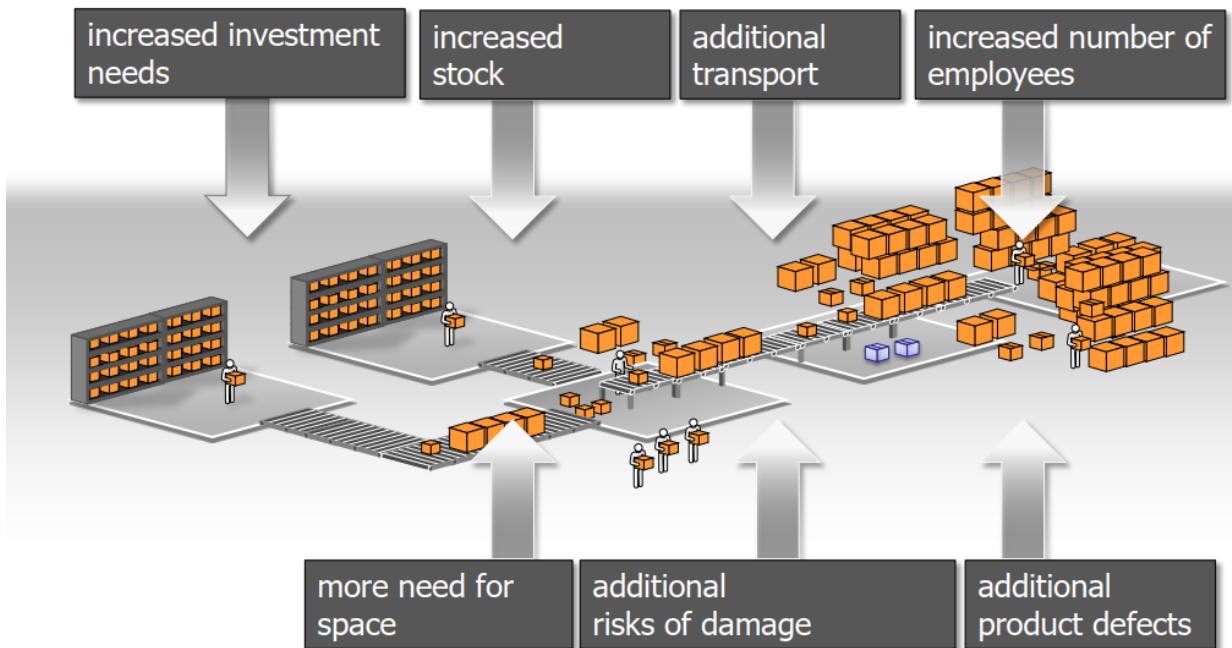 increased investment
needs
increased
stock
additional
transport
increased number of
employees
more need for
space
additional
risks of damage
additional
product defects